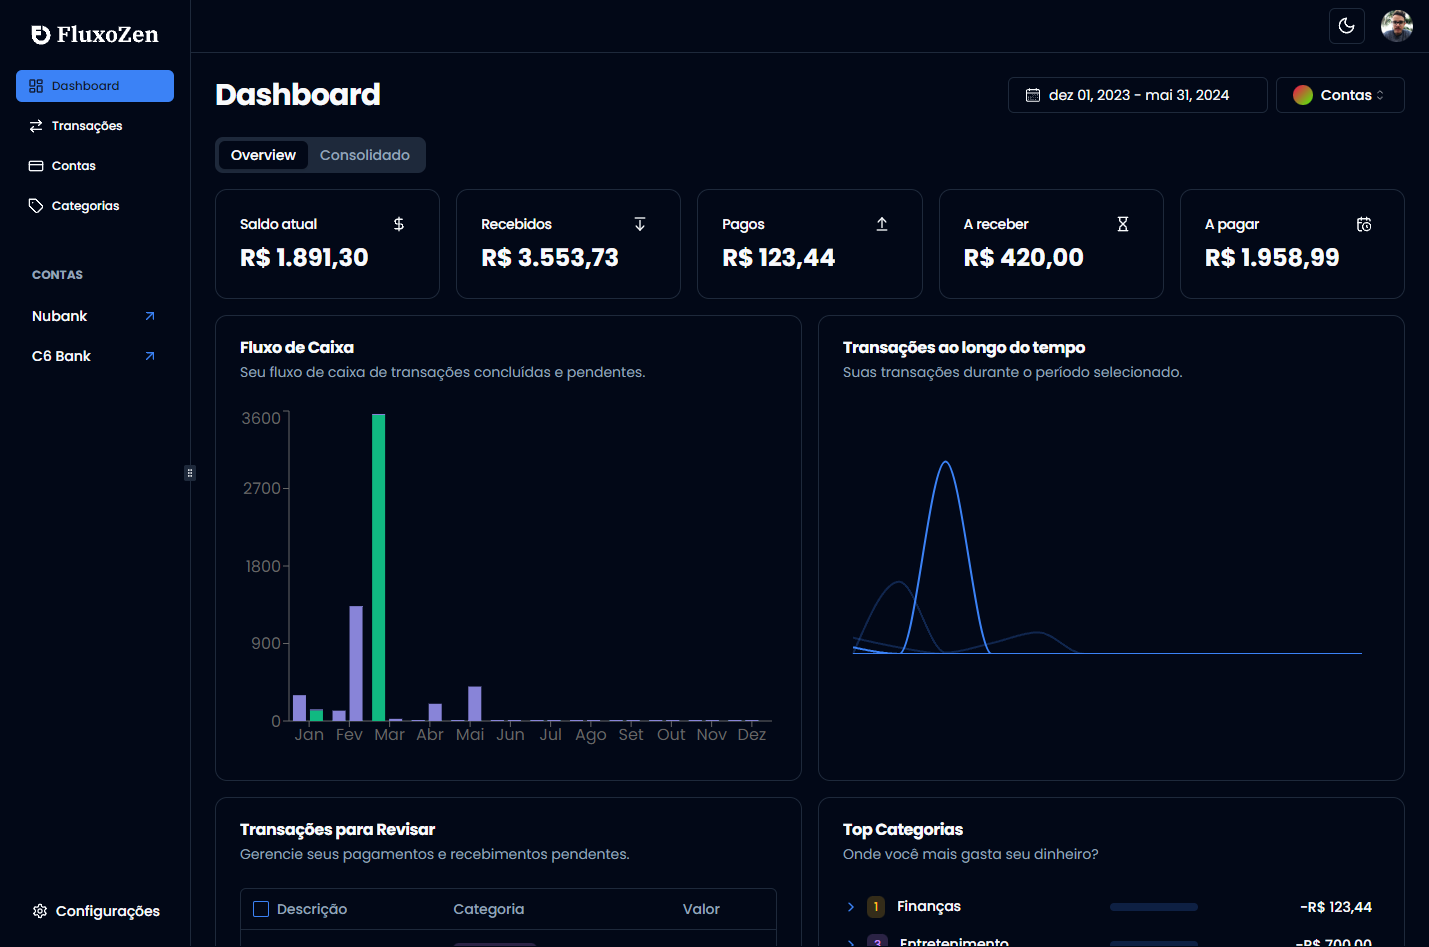 FluxoZen
Dashboard
Transações
Contas
Categorias
CONTAS
Nubank
C6 Bank
Configurações
Dashboard
dez 01, 2023 - mai 31, 2024
Contas
Overview
Consolidado
Saldo atual
$
R$ 1.891,30
Recebidos
R$ 3.553,73
Pagos
R$ 123,44
A receber
R$ 420,00
A pagar
R$ 1.958,99
Fluxo de Caixa
Seu fluxo de caixa de transações concluídas e pendentes.
3600
2700
1800
900
0
Jan Fev Mar Abr Mai Jun Jul Ago Set Out Nov Dez
Transações ao longo do tempo
Suas transações durante o período selecionado.
Transações para Revisar
Gerencie seus pagamentos e recebimentos pendentes.
Descrição Categoria Valor
Top Categorias
Onde você mais gasta seu dinheiro?
1 Finanças -R$ 123,44
3 Entretenimento -R$ 700,00